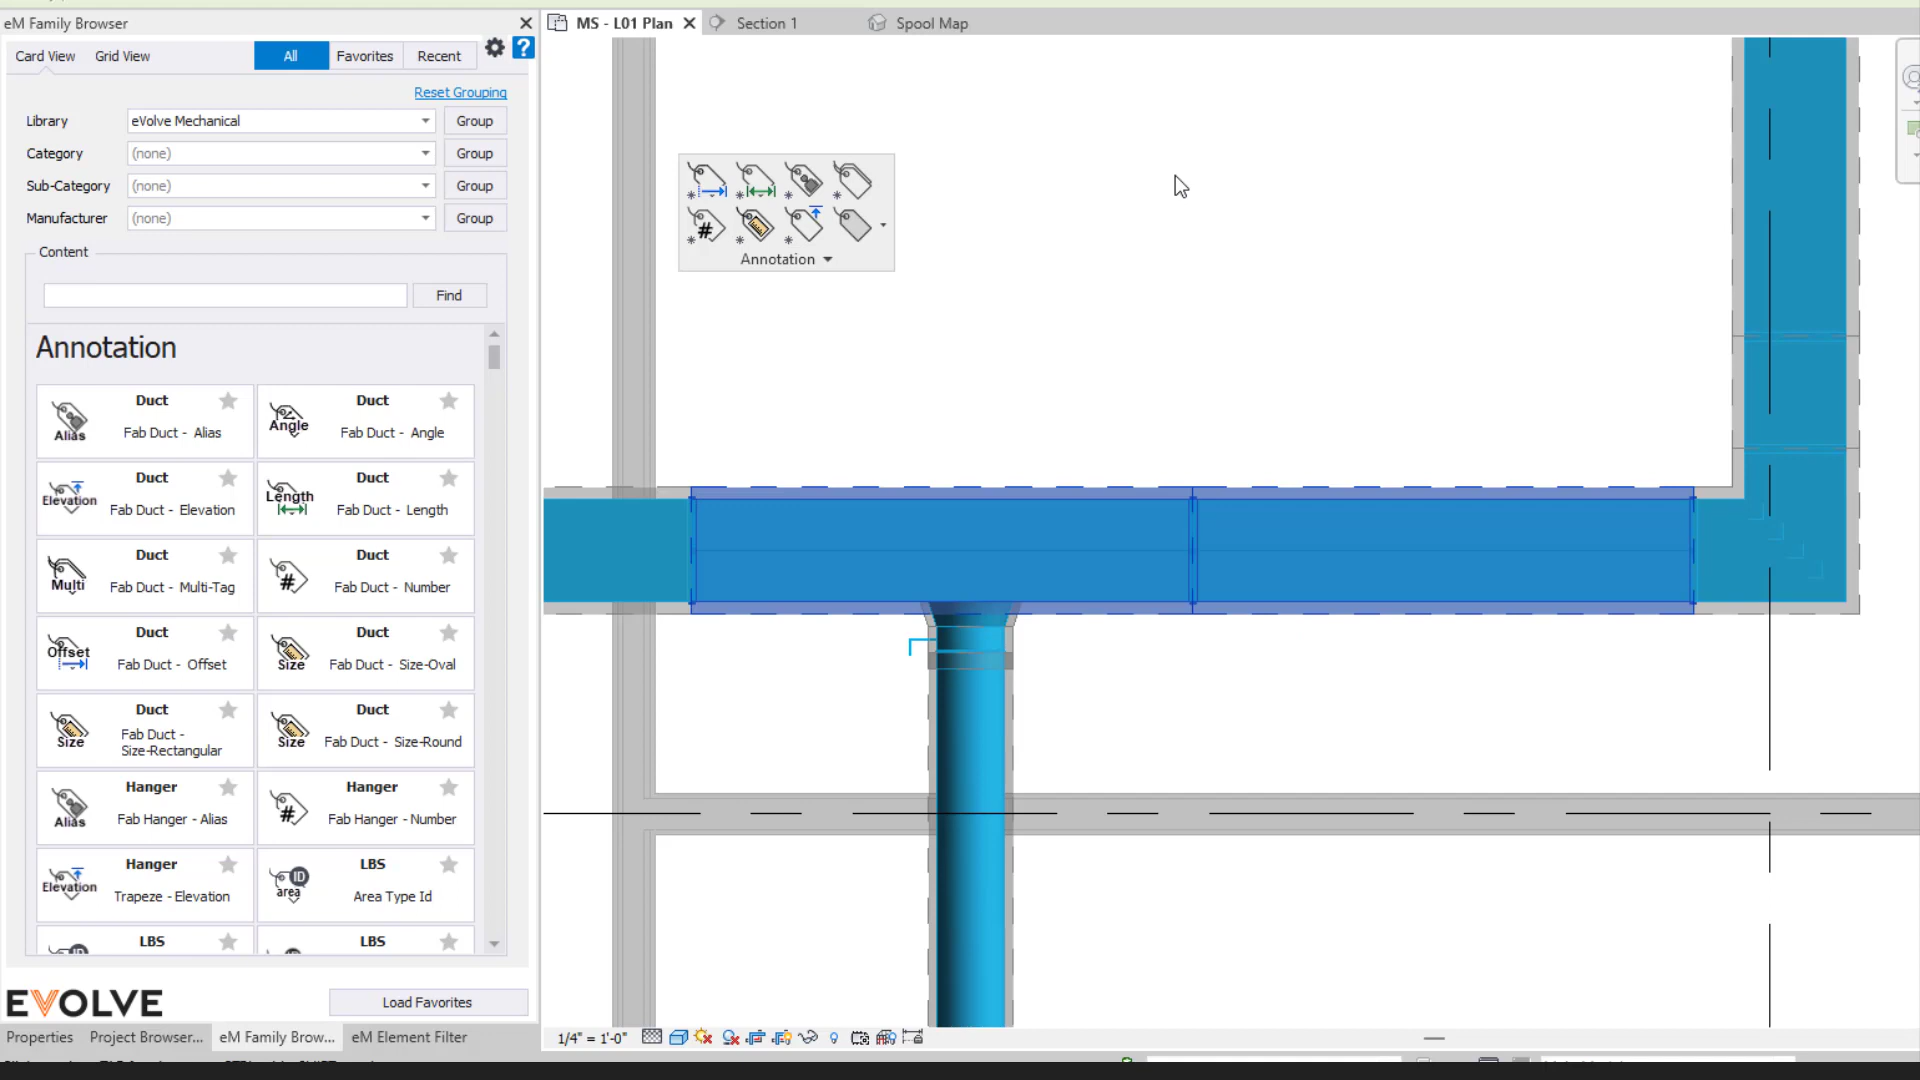 eM Family Browser
MS - L01 Plan
Section 1
Spool Map
Card View
Grid View
All
Favorites
Recent
?
Reset Grouping
Library
eVolve Mechanical
Group
Category
(none)
Group
Sub-Category
(none)
Group
Manufacturer
(none)
Group
Content
Find
#
Annotation
Annotation
Alias
Duct
Fab Duct - Alias
Angle
Duct
Fab Duct - Angle
Elevation
Duct
Fab Duct - Elevation
Length
Duct
Fab Duct - Length
Multi
Duct
Fab Duct - Multi-Tag
#
Duct
Fab Duct - Number
Offset
Duct
Fab Duct - Offset
Size
Duct
Fab Duct - Size-Oval
Size
Duct
Fab Duct -
Size-Rectangular
Size
Duct
Fab Duct - Size-Round
Alias
Hanger
Fab Hanger - Alias
#
Hanger
Fab Hanger - Number
Elevation
Hanger
Trapeze - Elevation
ID
area
LBS
Area Type Id
LBS
LBS
EVOLVE
Load Favorites
Properties
Project Browser...
eM Family Brow...
eM Element Filter
1/4" = 1'-0"